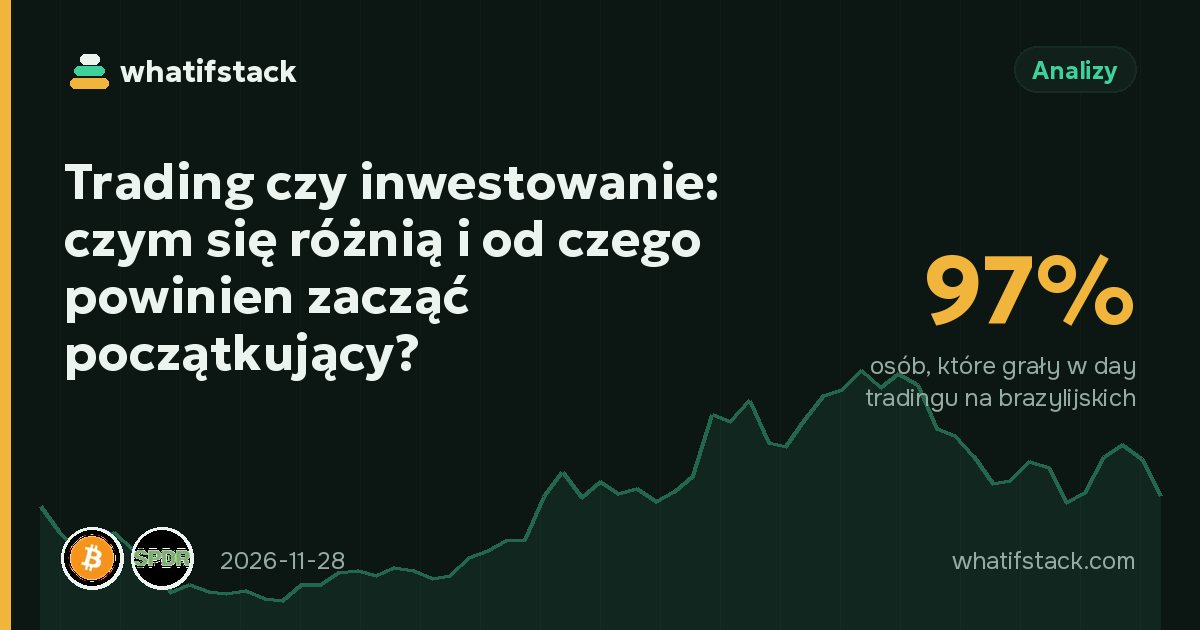 whatifstack
Analizy
Trading czy inwestowanie:
czym się różnią i od czego
powinien zacząć
początkujący?
97%
osób, które grały w day
tradingu na brazylijskich
SPDR
2026-11-28
whatifstack.com